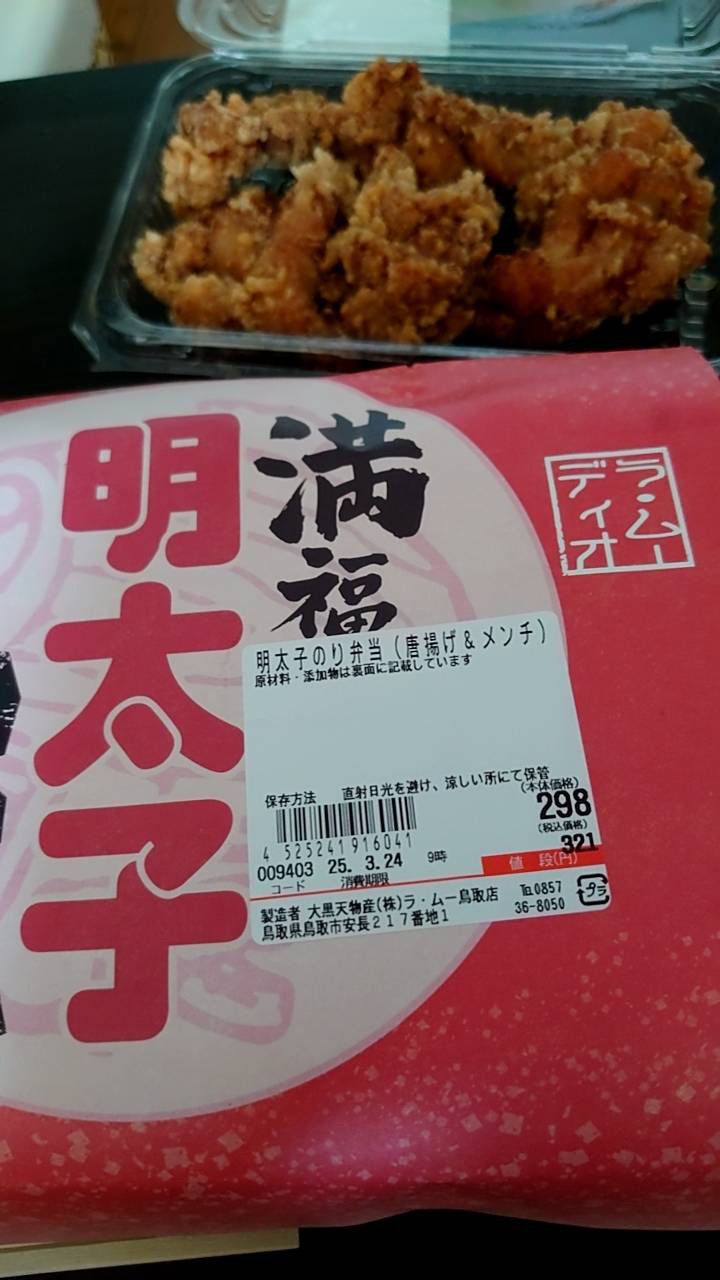 満福
明太子
ラ・ムー
ディオ
明太子のり弁当(唐揚げ&メンチ)
原材料・添加物は裏面に記載しています
保存方法 直射日光を避け、涼しい所にて保管
(本体価格)
298
(税込価格)
321
4 525241 916041
009403 25. 3.24 9時
コード 消費期限
値 段(円)
製造者 大黒天物産(株)ラ・ムー鳥取店 ℡0857
鳥取県鳥取市安長217番地1 36-8050
プラ